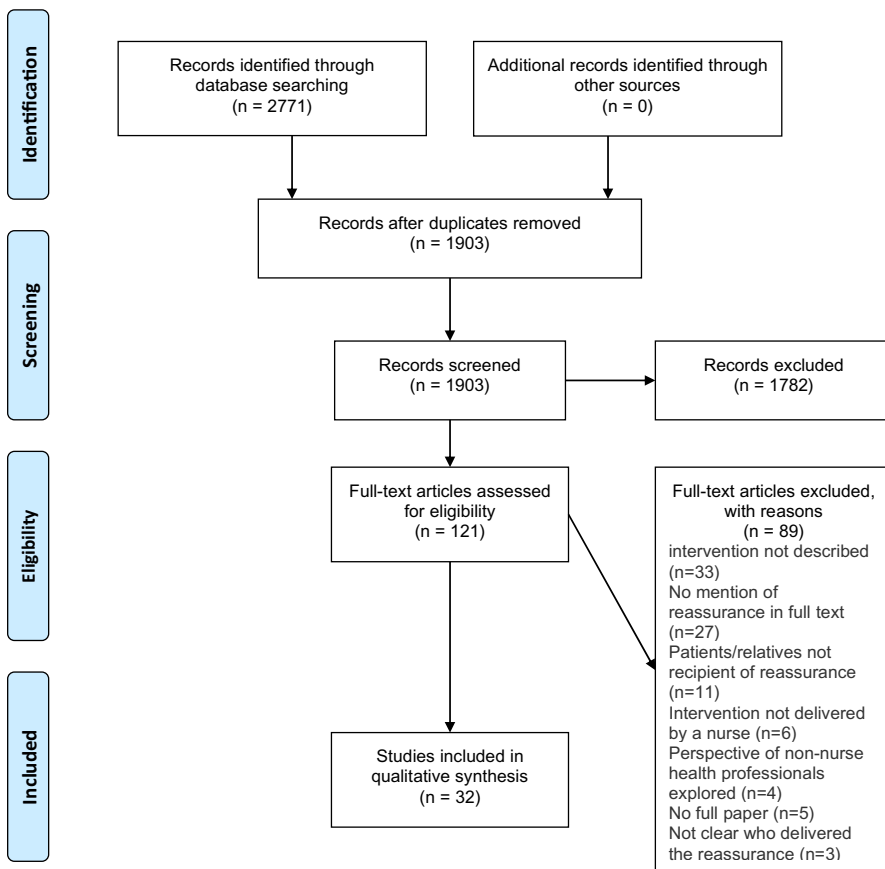 Identification
Records identified through
database searching
(n = 2771)
Additional records identified through
other sources
(n = 0)
Records after duplicates removed
(n = 1903)
Screening
Records screened
(n = 1903)
Records excluded
(n = 1782)
Eligibility
Full-text articles assessed
for eligibility
(n = 121)
Full-text articles excluded,
with reasons
(n = 89)
intervention not described
(n=33)
No mention of
reassurance in full text
(n=27)
Patients/relatives not
recipient of reassurance
(n=11)
Intervention not delivered
by a nurse (n=6)
Perspective of non-nurse
health professionals
explored (n=4)
No full paper (n=5)
Not clear who delivered
the reassurance (n=3)
Included
Studies included in
qualitative synthesis
(n = 32)